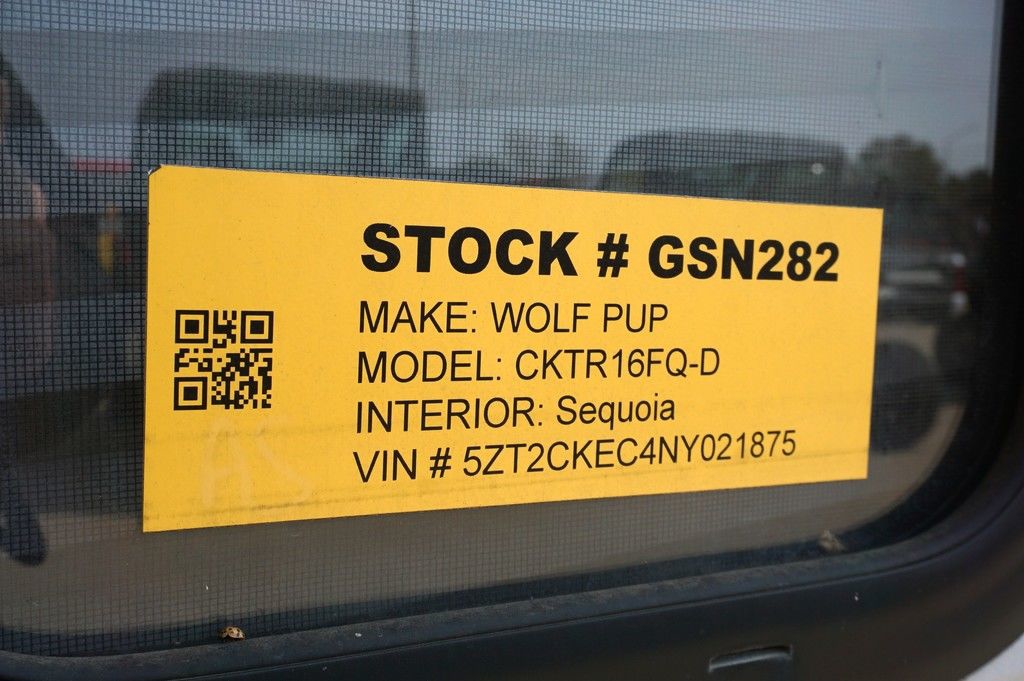 STOCK # GSN282
MAKE: WOLF PUP
MODEL: CKTR16FQ-D
INTERIOR: Sequoia
VIN # 5ZT2CKEC4NY021875